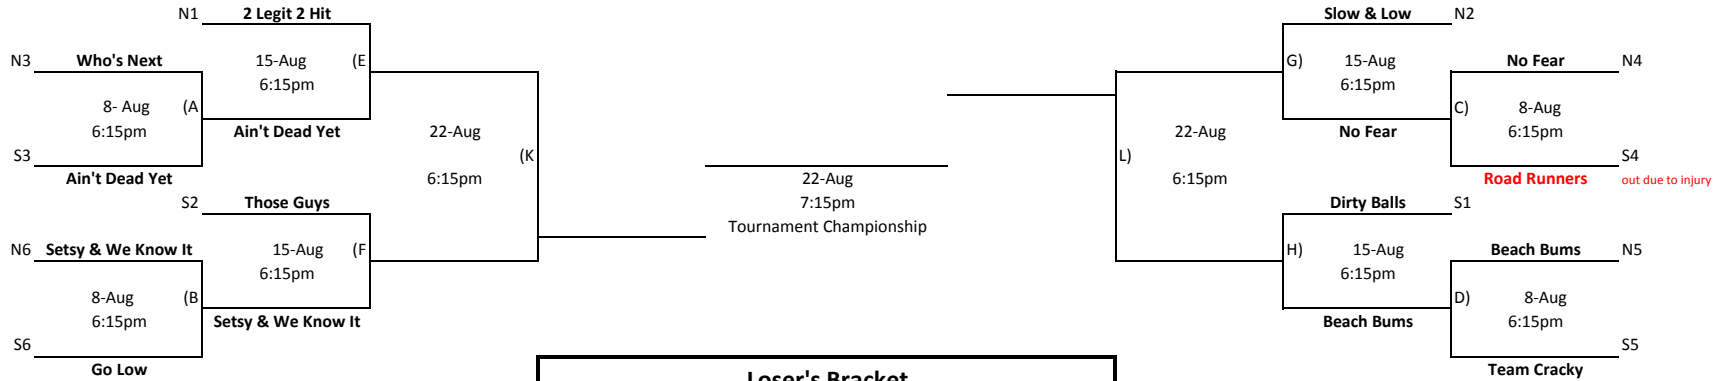 N1 2 Legit 2 Hit Slow & Low N2
N3 Who's Next 15-Aug (E G) 15-Aug No Fear N4
6:15pm 6:15pm
8- Aug (A C) 8-Aug
6:15pm Ain't Dead Yet 22-Aug 22-Aug No Fear 6:15pm
S3 (K L) S4
Ain't Dead Yet 6:15pm 22-Aug 6:15pm Road Runners out due to injury
S2 Those Guys 7:15pm Dirty Balls S1
Tournament Championship
N6 Setsy & We Know It 15-Aug (F H) 15-Aug Beach Bums N5
6:15pm 6:15pm
8-Aug (B D) 8-Aug
6:15pm Setsy & We Know It Beach Bums 6:15pm
S6 S5
Go Low Team Cracky
Loser's Bracket